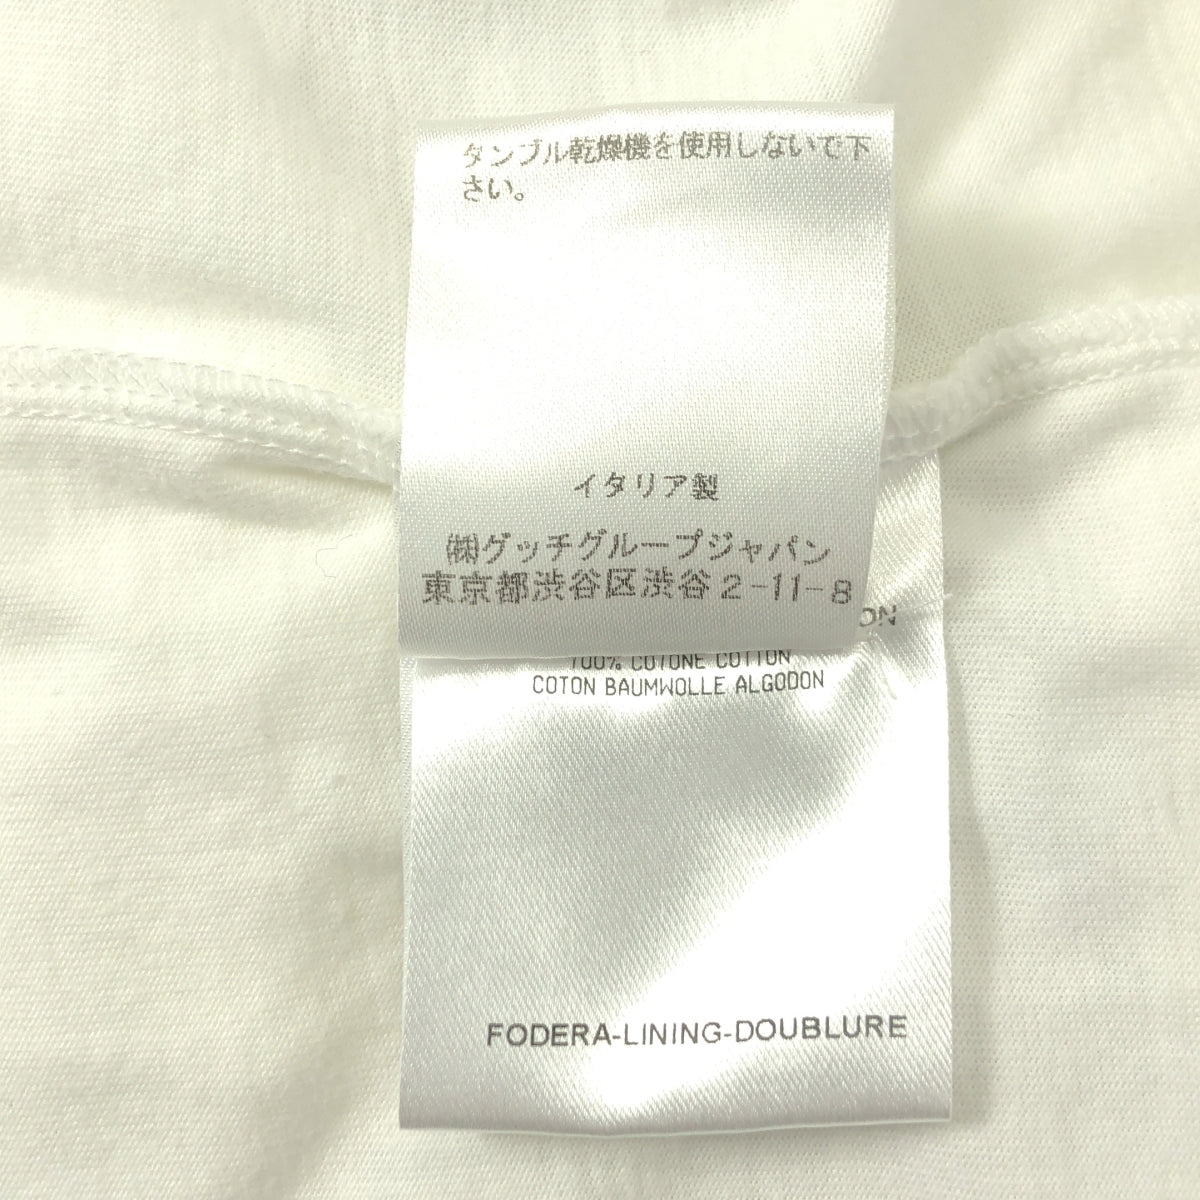 タンブル乾燥機を使用しないで下
さい。
イタリア製
㈱グッチグループジャパン
東京都渋谷区渋谷2-11-8
100% COTONE COTTON
COTON BAUMWOLLE ALGODON
FODERA-LINING-DOUBLURE